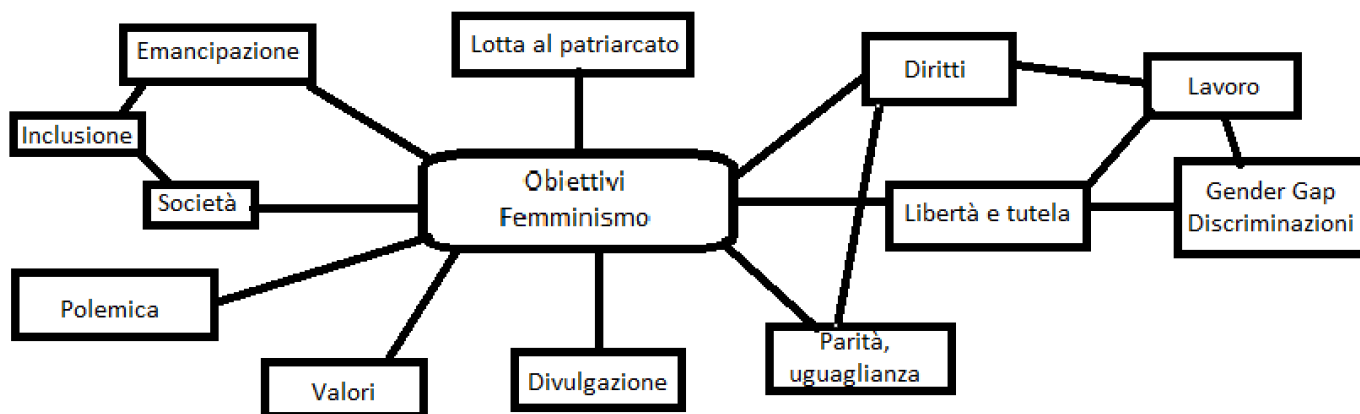 Emancipazione
Lotta al patriarcato
Diritti
Lavoro
Inclusione
Obiettivi
Femminismo
Società
Libertà e tutela
Gender Gap
Discriminazioni
Polemica
Valori
Divulgazione
Parità,
uguaglianza